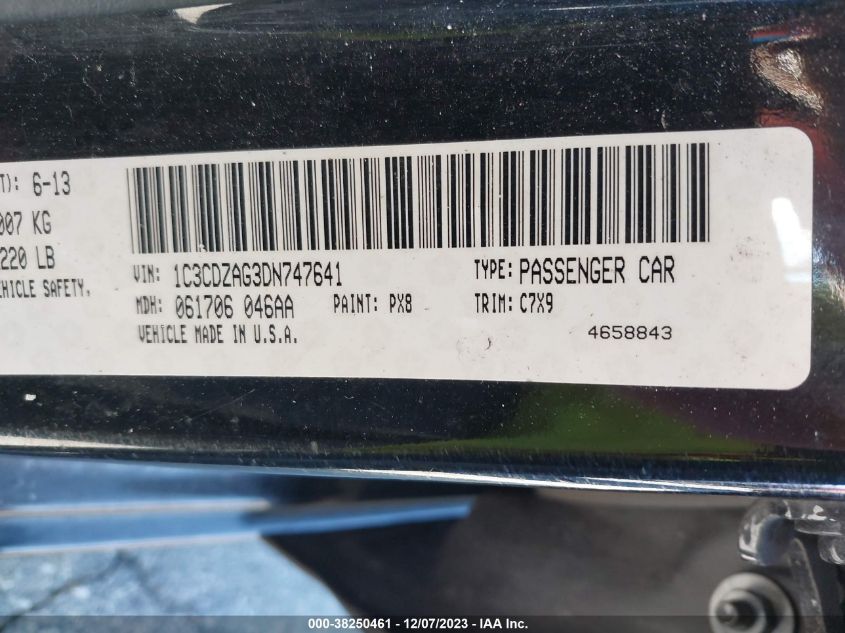 T): 6-13
007 KG
220 LB
HICLE SAFETY,
VIN: 1C3CDZAG3DN747641 TYPE: PASSENGER CAR
MDH: 061706 046AA PAINT: PX8 TRIM: C7X9
VEHICLE MADE IN U.S.A. 4658843
000-38250461 - 12/07/2023 - IAA Inc.